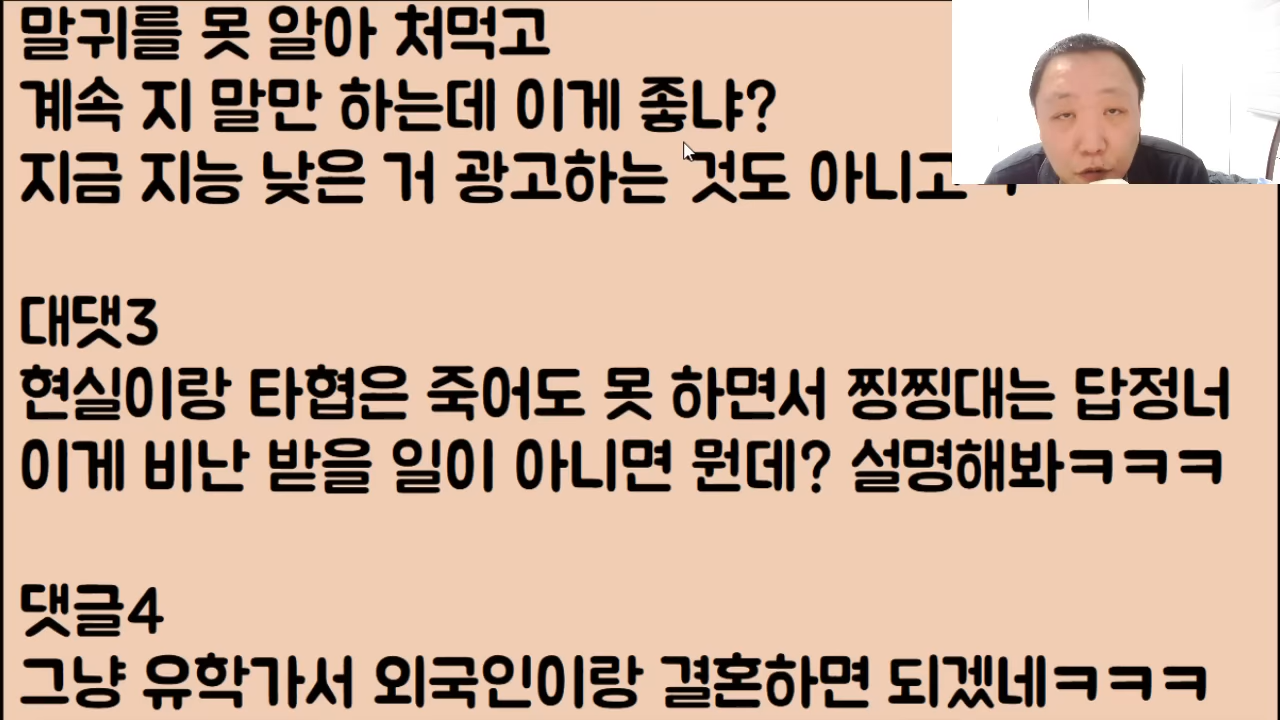 말귀를 못 알아 처먹고
계속 지 말만 하는데 이게 좋냐?
지금 지능 낮은 거 광고하는 것도 아니고
대댓3
현실이랑 타협은 죽어도 못 하면서 찡찡대는 답정너
이게 비난 받을 일이 아니면 뭔데? 설명해봐ㅋㅋㅋ
댓글4
그냥 유학가서 외국인이랑 결혼하면 되겠네ㅋㅋㅋ